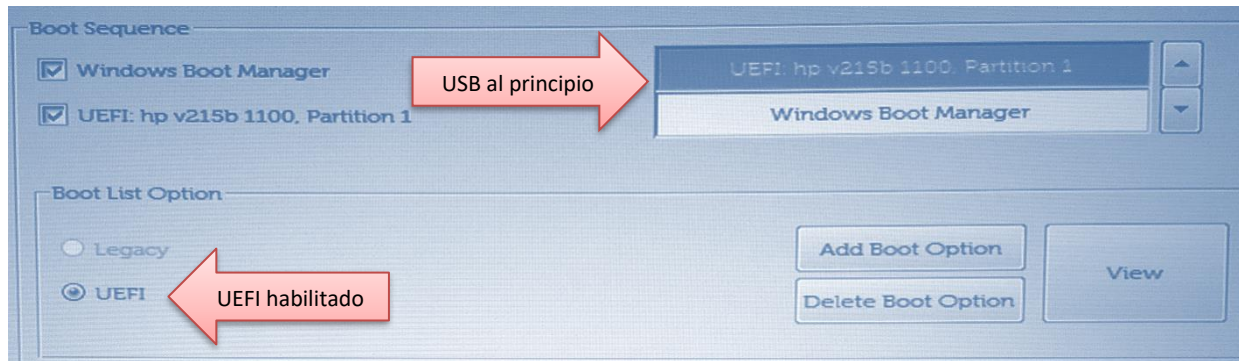 Boot Sequence
Windows Boot Manager
UEFI: hp v215b 1100, Partition 1
USB al principio
UEFI: hp v215b 1100, Partition 1
Windows Boot Manager
Boot List Option
Legacy
UEFI
UEFI habilitado
Add Boot Option
Delete Boot Option
View